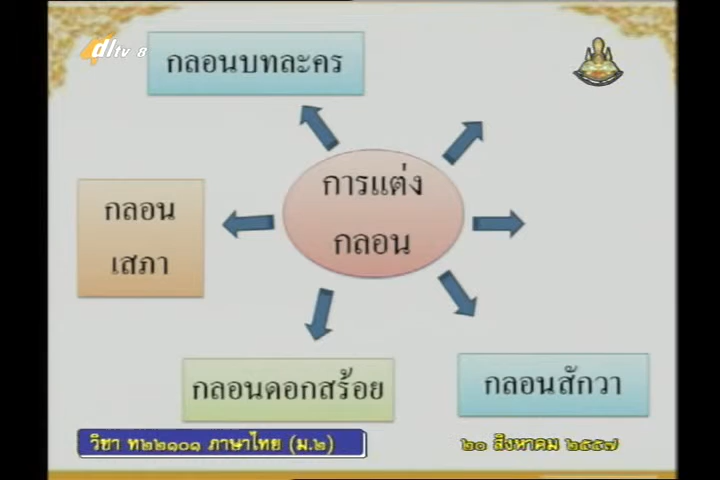 dltv 8
กลอนบทละคร
การแต่ง
กลอน
กลอน
เสภา
กลอนดอกสร้อย
กลอนสักวา
วิชา ท๒๒๑๐๑ ภาษาไทย (ม.๒)
๒๐ สิงหาคม ๒๕๕๗